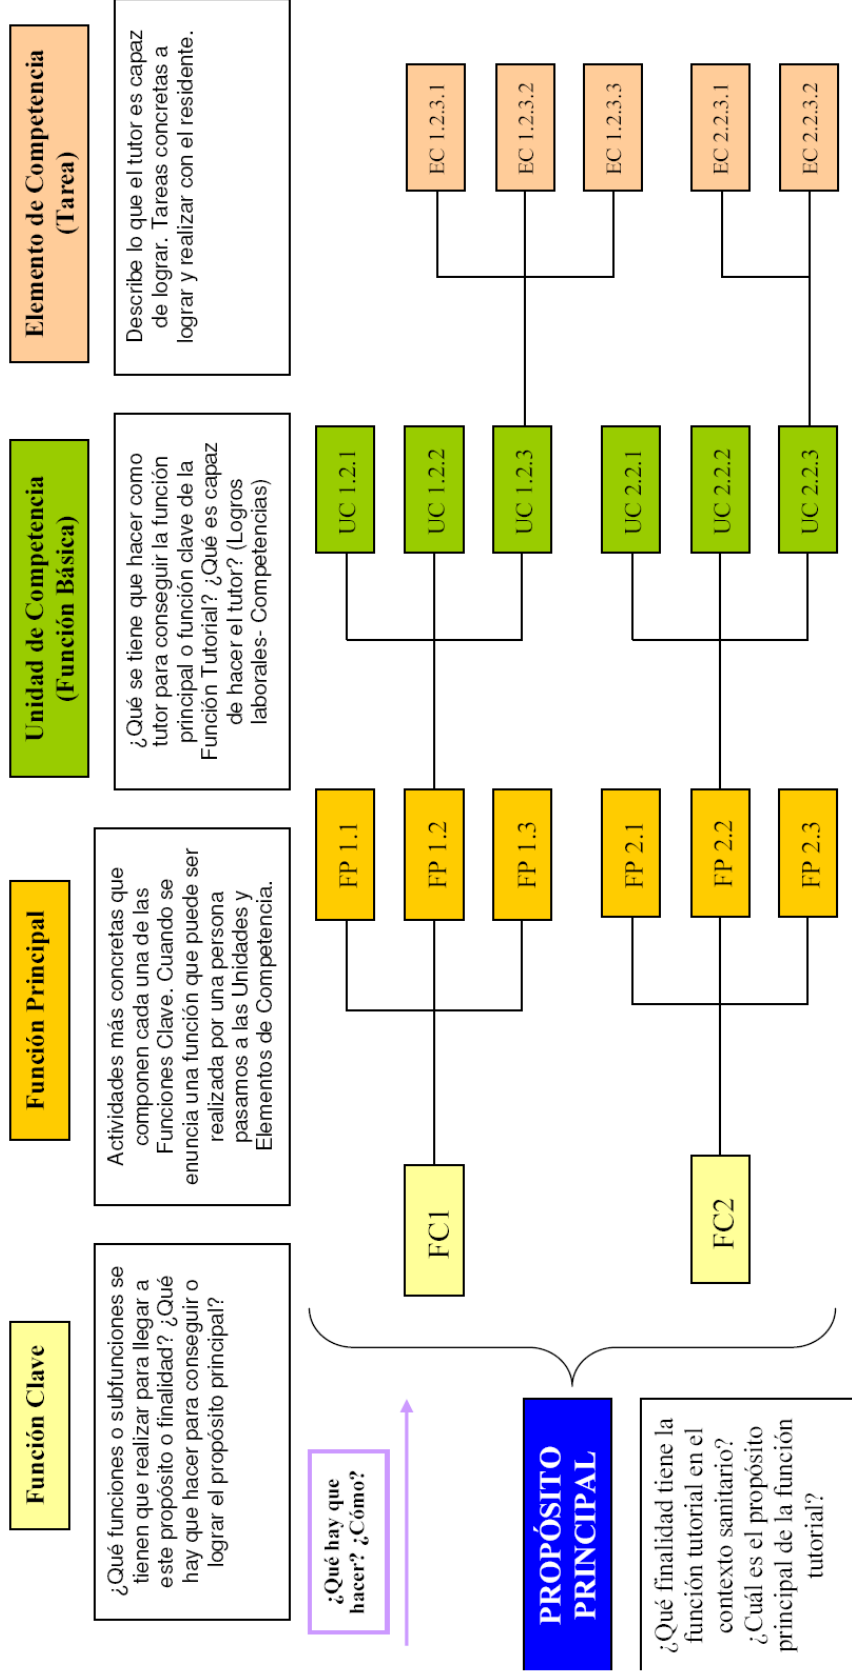 Función Clave
¿Qué funciones o subfunciones se
tienen que realizar para llegar a
este propósito o finalidad? ¿Qué
hay que hacer para conseguir o
lograr el propósito principal?
Función Principal
Actividades más concretas que
componen cada una de las
Funciones Clave. Cuando se
enuncia una función que puede ser
realizada por una persona
pasamos a las Unidades y
Elementos de Competencia.
Unidad de Competencia
(Función Básica)
¿Qué se tiene que hacer como
tutor para conseguir la función
principal o función clave de la
Función Tutorial? ¿Qué es capaz
de hacer el tutor? (Logros
laborales- Competencias)
Elemento de Competencia
(Tarea)
Describe lo que el tutor es capaz
de lograr. Tareas concretas a
lograr y realizar con el residente.
¿Qué hay que
hacer? ¿Cómo?
PROPÓSITO
PRINCIPAL
¿Qué finalidad tiene la
función tutorial en el
contexto sanitario?
¿Cuál es el propósito
principal de la función
tutorial?
FC1
FC2
FP 1.1
FP 1.2
FP 1.3
FP 2.1
FP 2.2
FP 2.3
UC 1.2.1
UC 1.2.2
UC 1.2.3
UC 2.2.1
UC 2.2.2
UC 2.2.3
EC 1.2.3.1
EC 1.2.3.2
EC 1.2.3.3
EC 2.2.3.1
EC 2.2.3.2